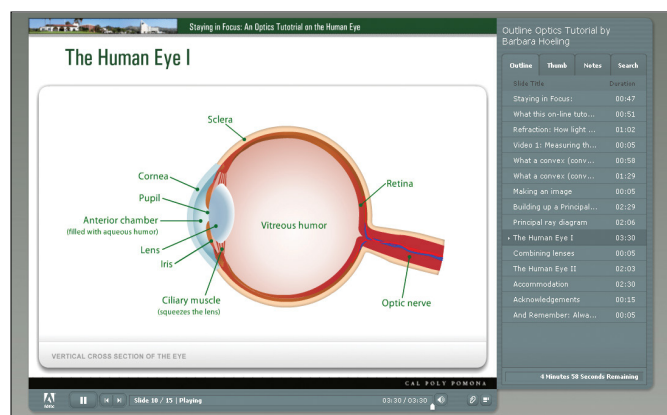 Staying in Focus: An Optics Tutotrial on the Human Eye
The Human Eye I
Sclera
Cornea
Pupil
Anterior chamber
(filled with aqueous humor)
Lens
Iris
Ciliary muscle
(squeezes the lens)
Vitreous humor
Retina
Optic nerve
VERTICAL CROSS SECTION OF THE EYE
CAL POLY POMONA
Adobe
Slide 10 / 15 | Playing
03:30 / 03:30
Outline Optics Tutorial by
Barbara Hoeling
Outline Thumb Notes Search
Slide Title Duration
Staying in Focus: 00:47
What this on-line tuto... 00:51
Refraction: How light ... 01:02
Video 1: Measuring th... 00:05
What a convex (conv... 00:58
What a convex (conv... 01:29
Making an image 00:05
Building up a Principal... 02:29
Principal ray diagram 02:06
The Human Eye I 03:30
Combining lenses 00:05
The Human Eye II 02:03
Accommodation 02:30
Acknowledgements 00:15
And Remember: Alwa... 00:05
4 Minutes 58 Seconds Remaining